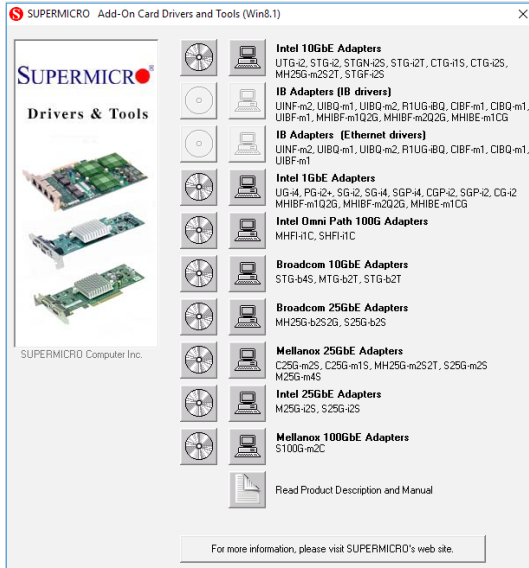 SUPERMICRO Add-On Card Drivers and Tools (Win8.1)
SUPERMICRO
Drivers & Tools
SUPERMICRO Computer Inc.
Intel 10GbE Adapters
UTG-i2, STG-i2, STGN-i2S, STG-i2T, CTG-i1S, CTG-i2S,
MH25G-m2S2T, STGF-i2S
IB Adapters (IB drivers)
UINF-m2, UIBQ-m1, UIBQ-m2, R1UG-iBQ, CIBF-m1, CIBQ-m1,
UIBF-m1, MHIBF-m1Q2G, MHIBF-m2Q2G, MHIBE-m1CG
IB Adapters (Ethernet drivers)
UINF-m2, UIBQ-m1, UIBQ-m2, R1UG-iBQ, CIBF-m1, CIBQ-m1,
UIBF-m1
Intel 1GbE Adapters
UG-i4, PG-i2+, SG-i2, SG-i4, SGP-i4, CGP-i2, SGP-i2, CG-i2
MHIBF-m1Q2G, MHIBF-m2Q2G, MHIBE-m1CG
Intel Omni Path 100G Adapters
MHFI-i1C, SHFI-i1C
Broadcom 10GbE Adapters
STG-b4S, MTG-b2T, STG-b2T
Broadcom 25GbE Adapters
MH25G-b2S2G, S25G-b2S
Mellanox 25GbE Adapters
C25G-m2S, C25G-m1S, MH25G-m2S2T, S25G-m2S
M25G-m4S
Intel 25GbE Adapters
M25G-i2S, S25G-i2S
Mellanox 100GbE Adapters
S100G-m2C
Read Product Description and Manual
For more information, please visit SUPERMICRO's web site.